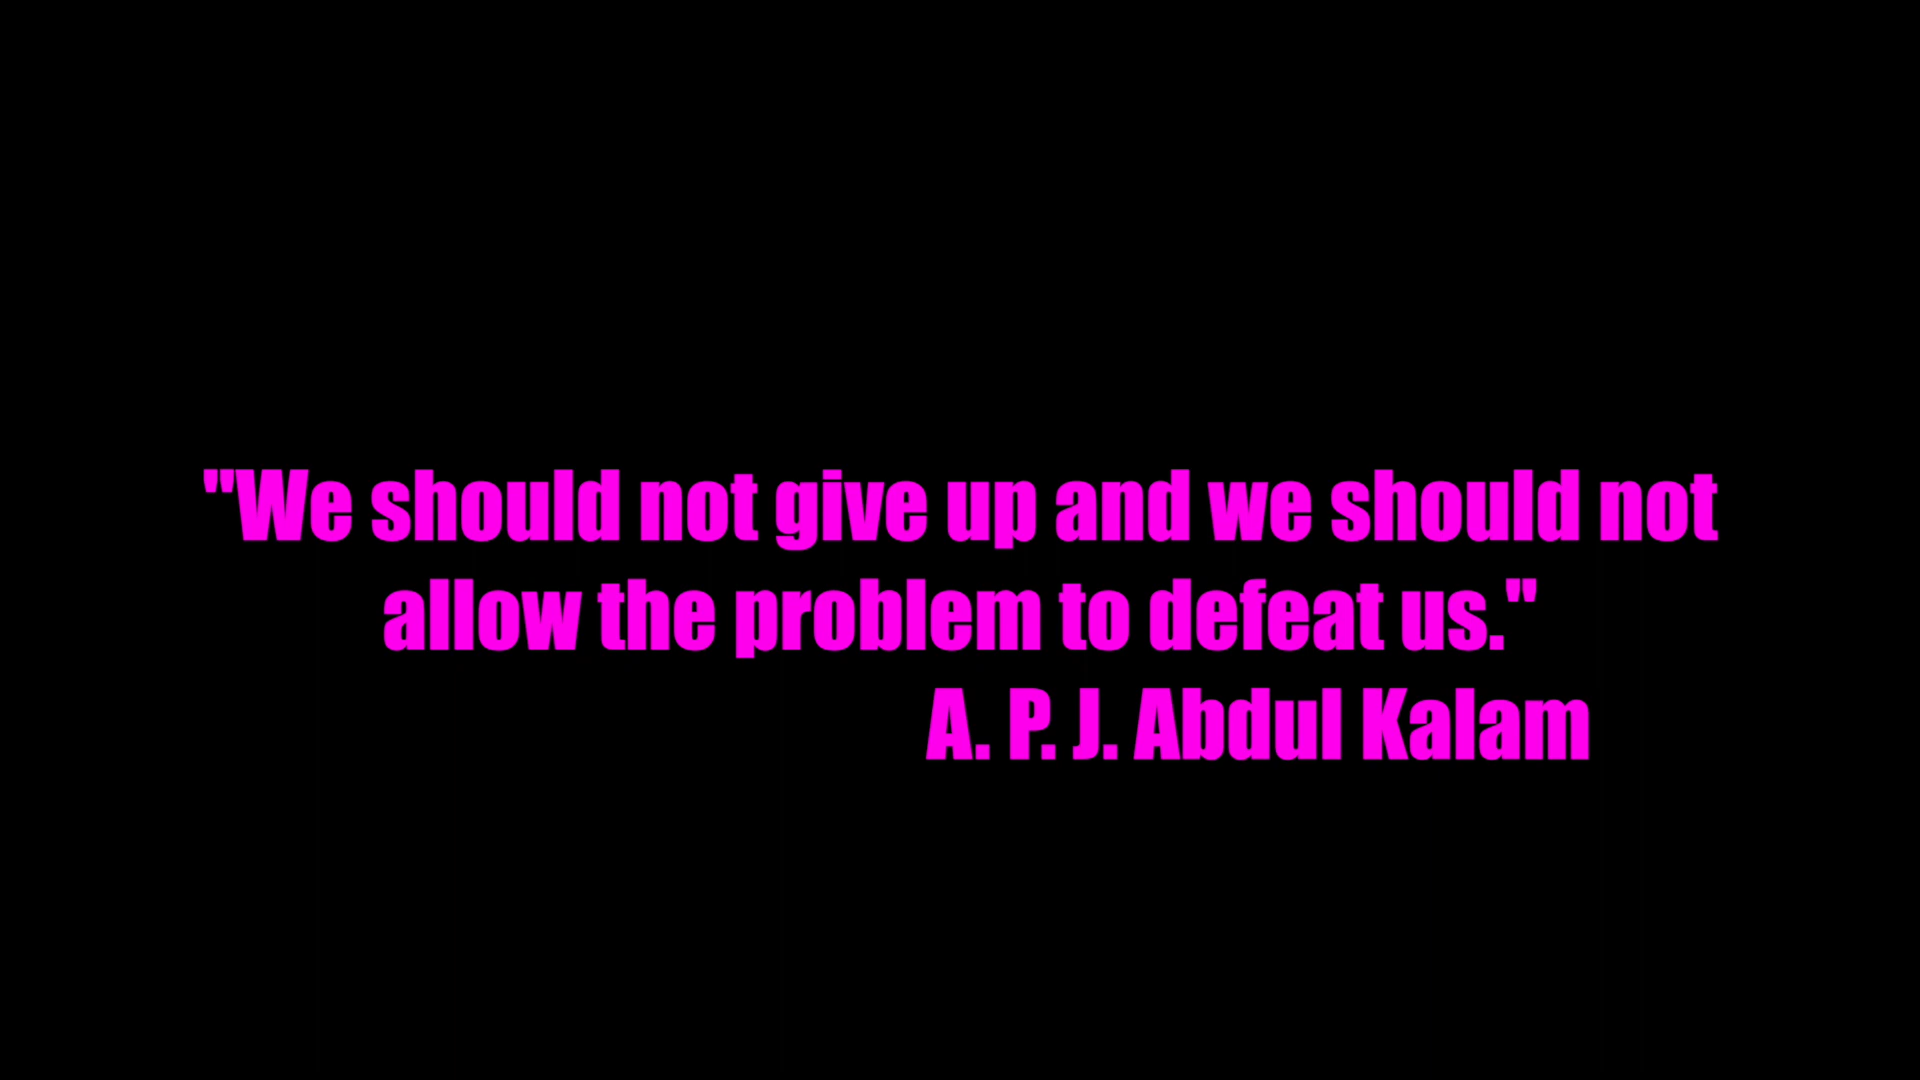 "We should not give up and we should not
allow the problem to defeat us."
A. P. J. Abdul Kalam